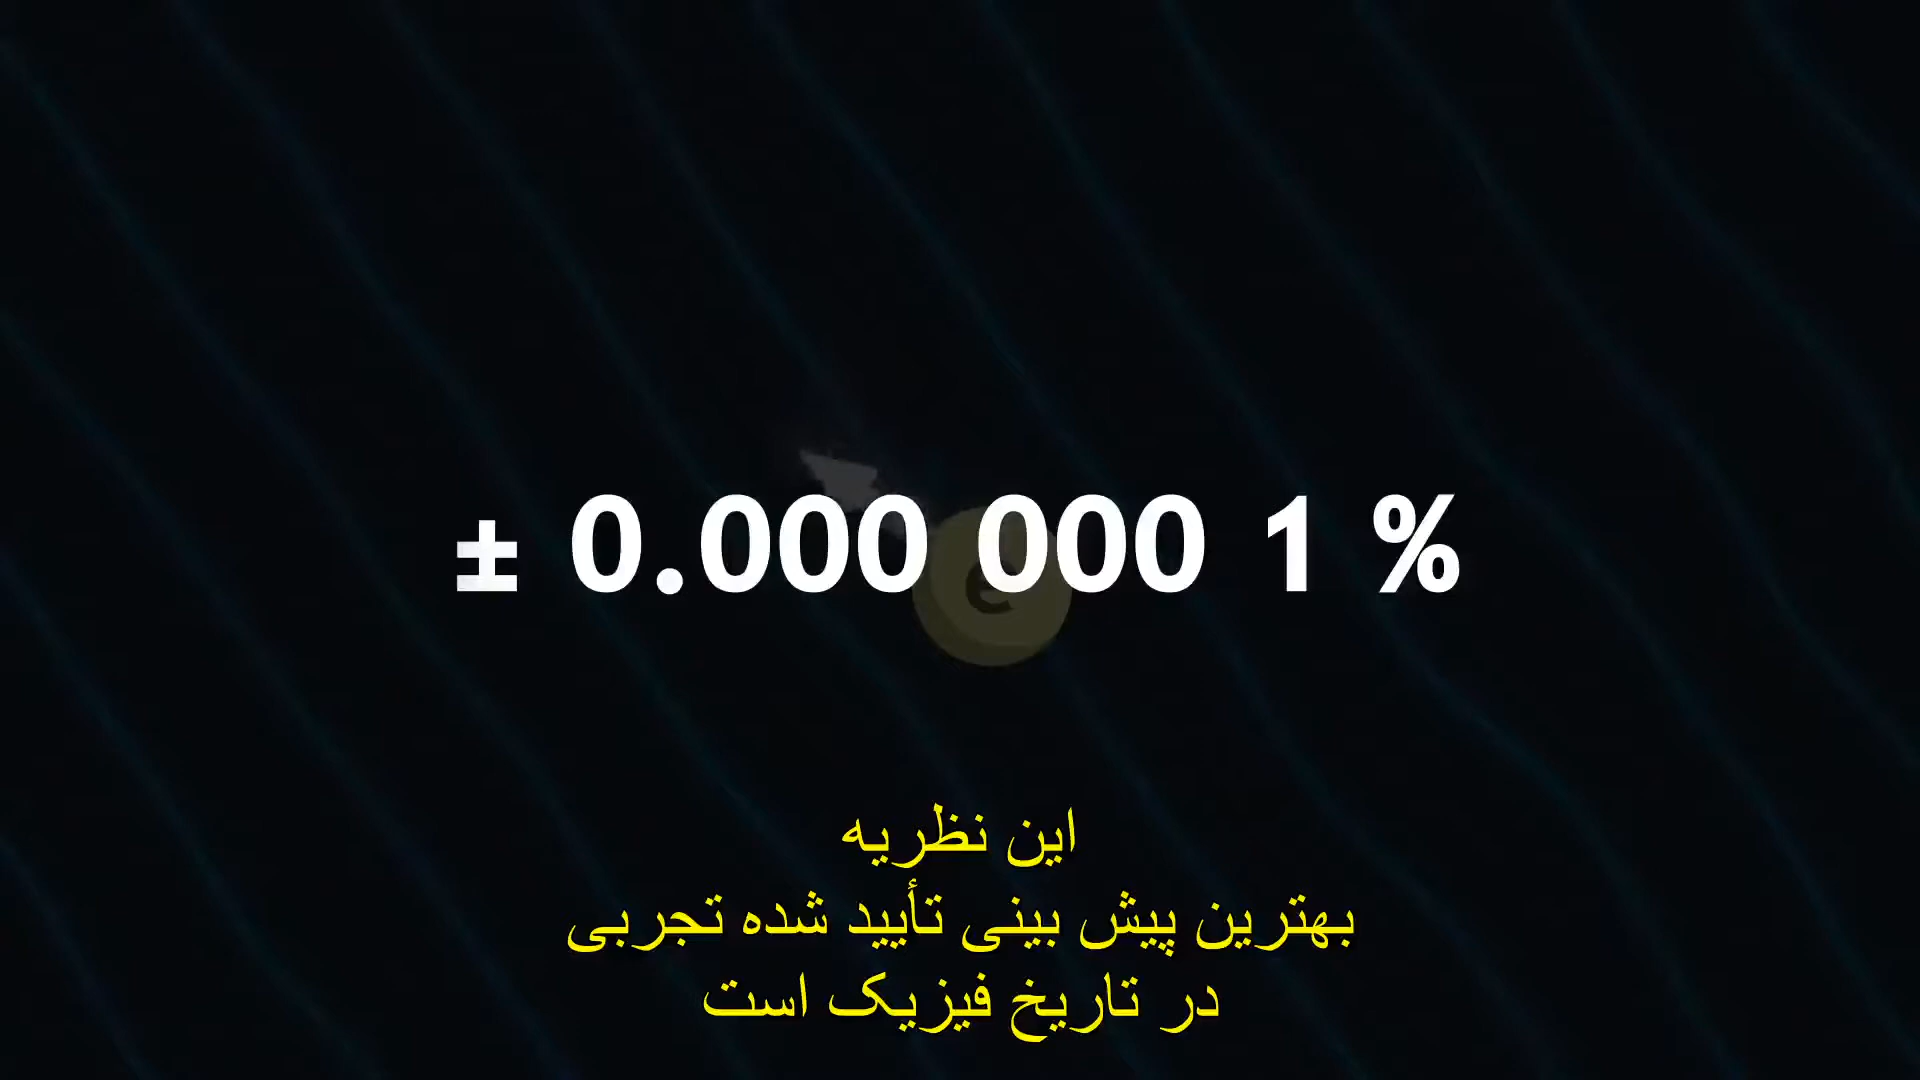 ± 0.000 000 1 %
e
این نظریه
بهترین پیش بینی تأیید شده تجربی
در تاریخ فیزیک است